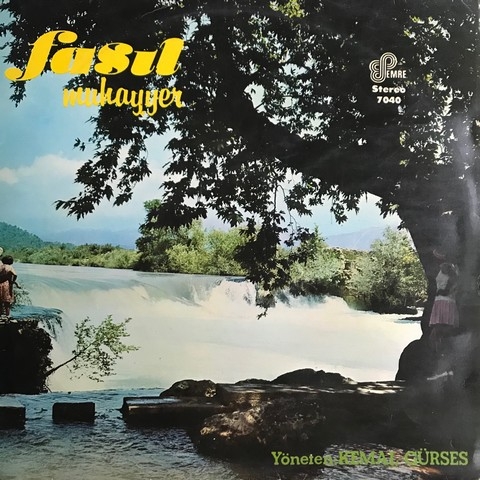 fasıl
muhayyer
EMRE
Stereo
7040
Yöneten: KEMAL GÜRSES